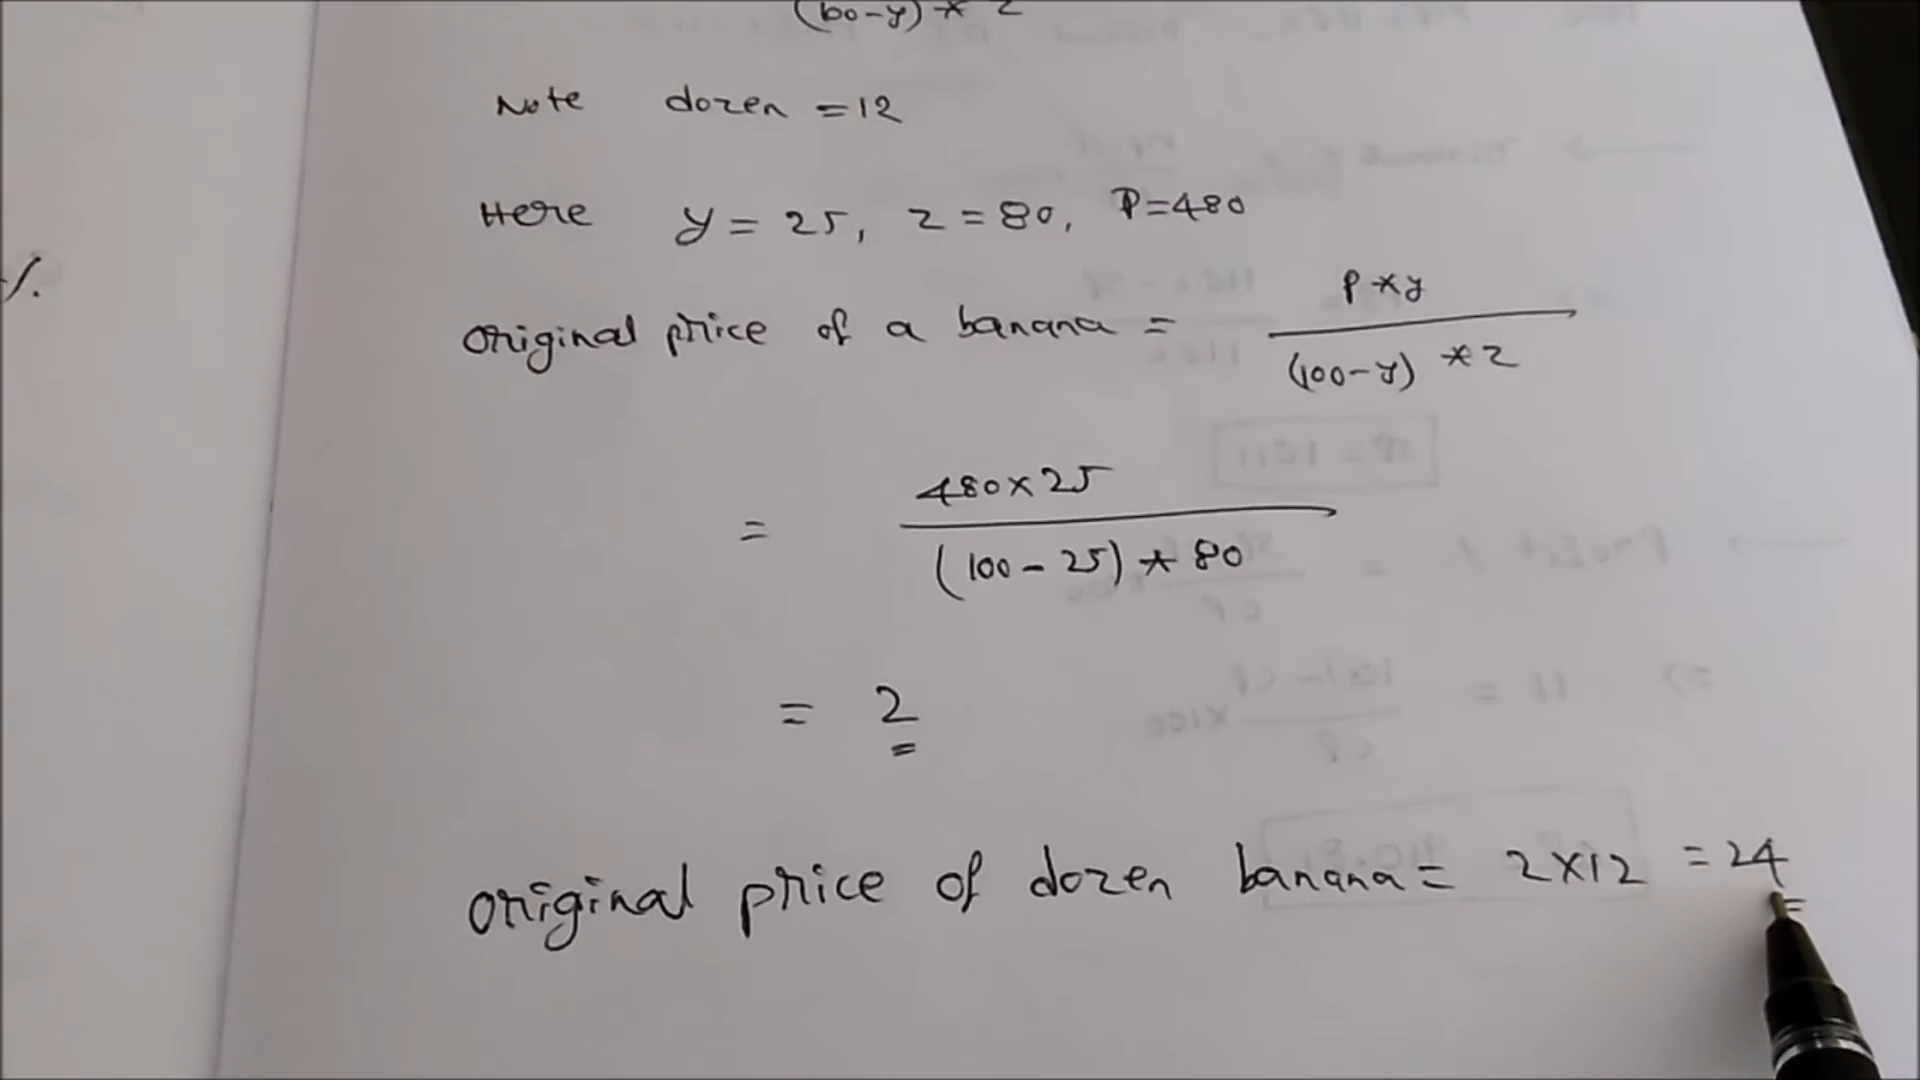 (100-y) * z
Note dozen = 12
Here y = 25, z = 80, P=480
Original price of a banana = P*y / (100-y) * z
= 480×25 / (100-25) * 80
= 2
Original price of dozen banana = 2×12 = 24